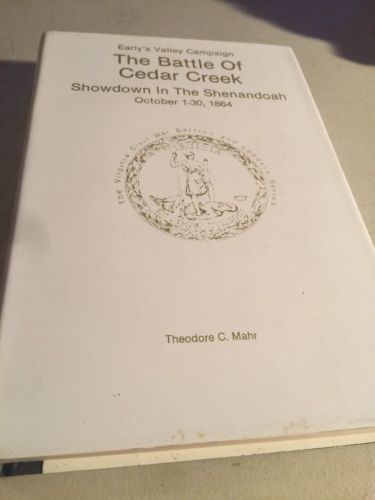 Early's Valley Campaign
The Battle Of
Cedar Creek
Showdown In The Shenandoah
October 1-30, 1864
The Virginia Civil War Battles and Leaders Series
Theodore C. Mahr